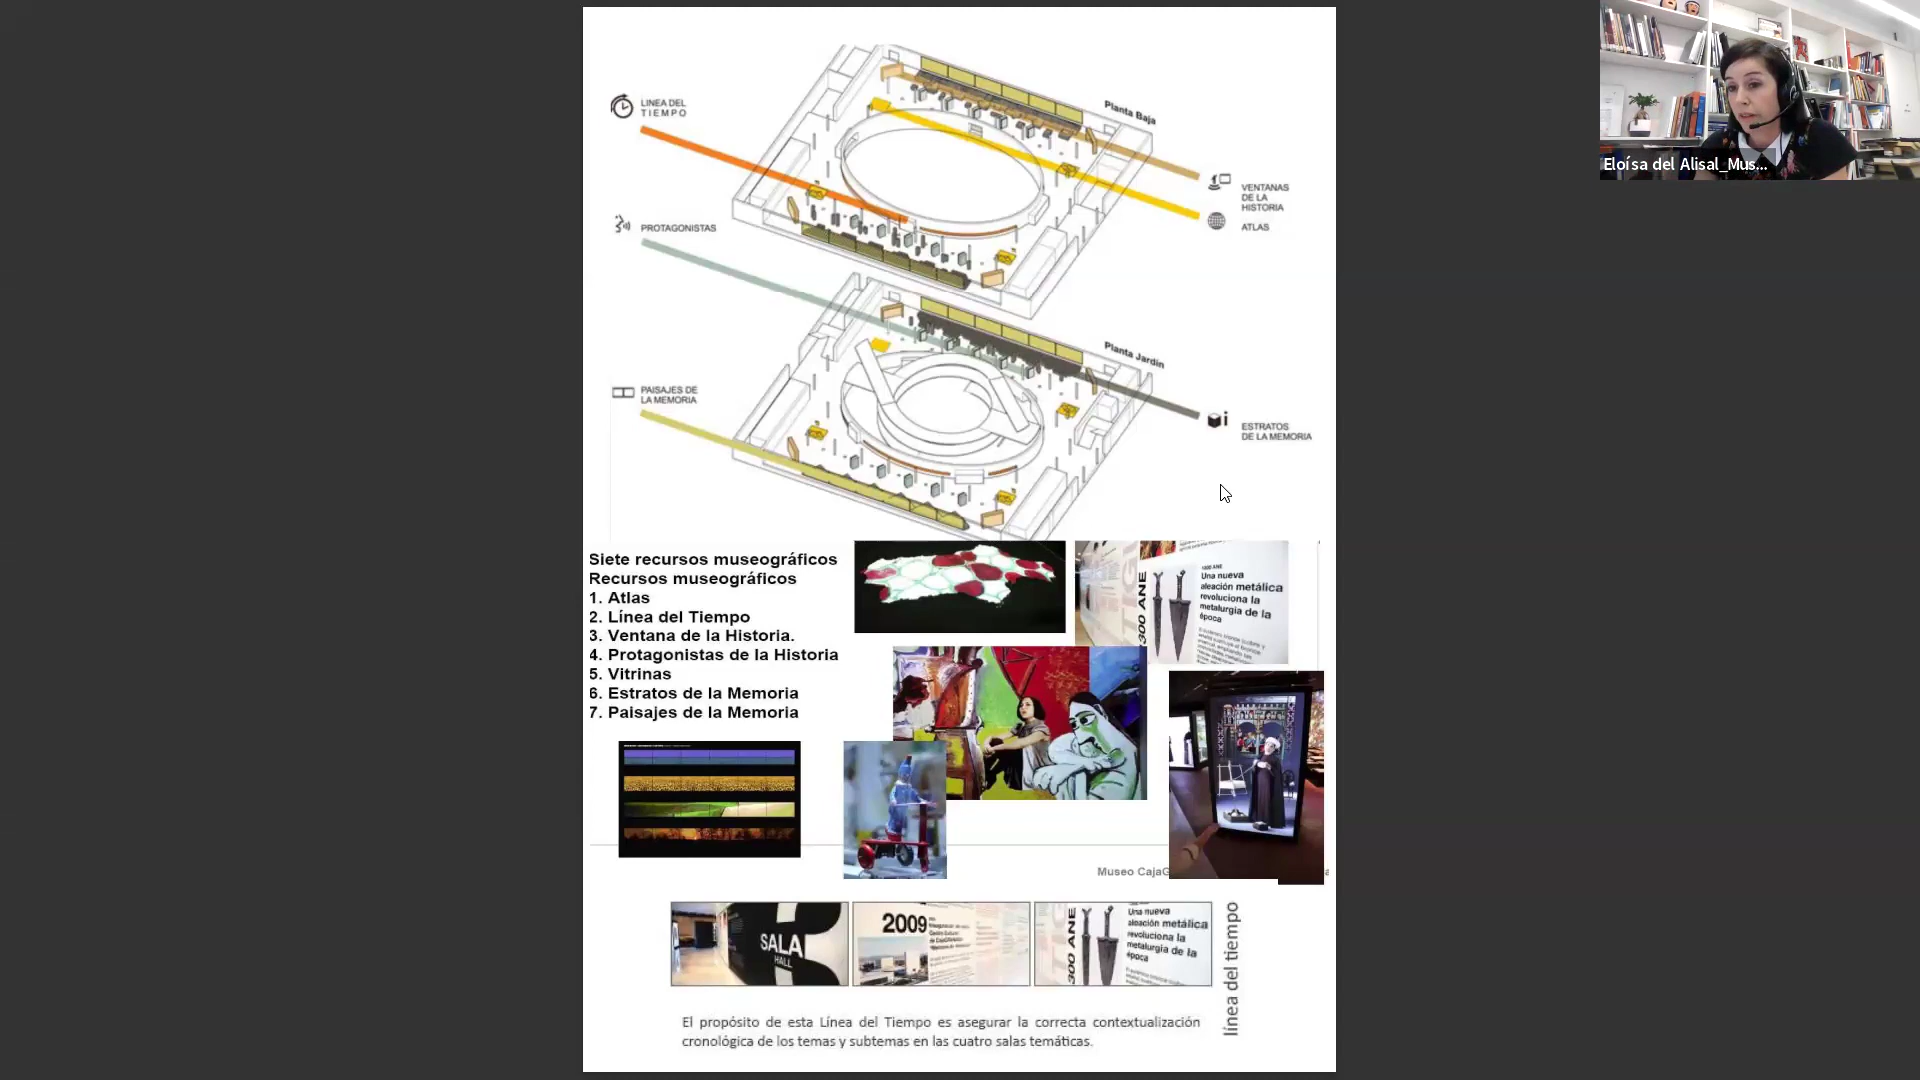 LINEA DEL
TIEMPO
Planta Baja
VENTANAS
DE LA
HISTORIA
ATLAS
PROTAGONISTAS
Planta Jardín
PAISAJES DE
LA MEMORIA
ESTRATOS
DE LA MEMORIA
Eloísa del Alisal_Mus...
Siete recursos museográficos
Recursos museográficos
1. Atlas
2. Línea del Tiempo
3. Ventana de la Historia.
4. Protagonistas de la Historia
5. Vitrinas
6. Estratos de la Memoria
7. Paisajes de la Memoria
300 ANE
Una nueva
aleación metálica
revoluciona la
metalurgia de la
época
Museo CajaG
SALA
HALL
2009
300 ANE
Una nueva
aleación metálica
revoluciona la
metalurgia de la
época
línea del tiempo
El propósito de esta Línea del Tiempo es asegurar la correcta contextualización
cronológica de los temas y subtemas en las cuatro salas temáticas.